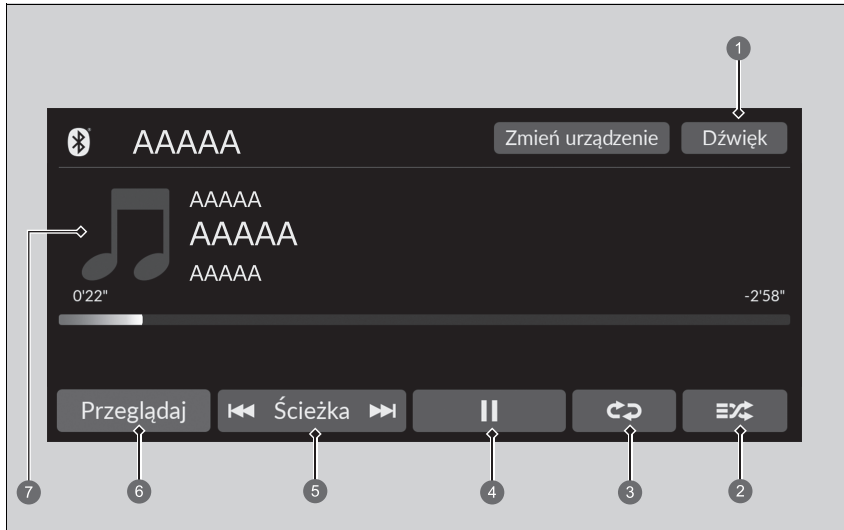 1
AAAAA Zmień urządzenie Dźwięk
AAAAA
AAAAA
AAAAA
7
0'22" -2'58"
Przeglądaj Ścieżka
6 5 4 3 2